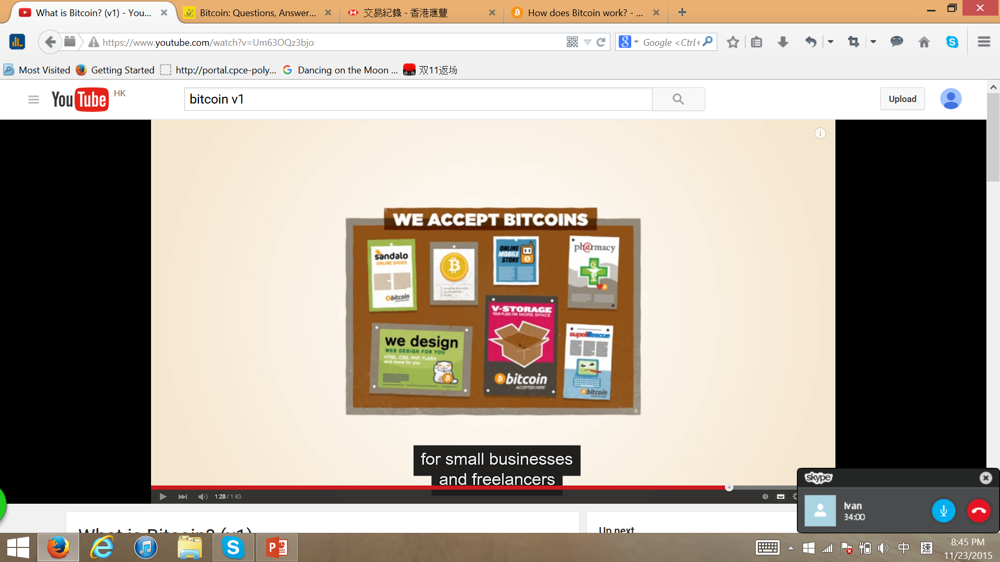 What is Bitcoin? (v1) - You...
Bitcoin: Questions, Answer...
交易紀錄 - 香港滙豐
How does Bitcoin work? - ...
https://www.youtube.com/watch?v=Um63OQz3bjo
Google <Ctrl+
Most Visited
Getting Started
http://portal.cpce-poly...
Dancing on the Moon ...
双11返场
YouTube HK
bitcoin v1
Upload
WE ACCEPT BITCOINS
sandalo
ONLINE SHOES
bitcoin
ONLINE
MOBILE
STORE
ph@rmacy
V-STORAGE
YOUR PLACE FOR MORE SPACE
bitcoin
ACCEPTED HERE
we design
WEB DESIGN FOR YOU
HTML, CSS, PHP, FLASH
and more for you
superRescue
bitcoin
for small businesses
and freelancers
1:28 / 1:43
What is Bitcoin? (v1)
Up next
skype
Ivan
34:00
中
速
8:45 PM
11/23/2015